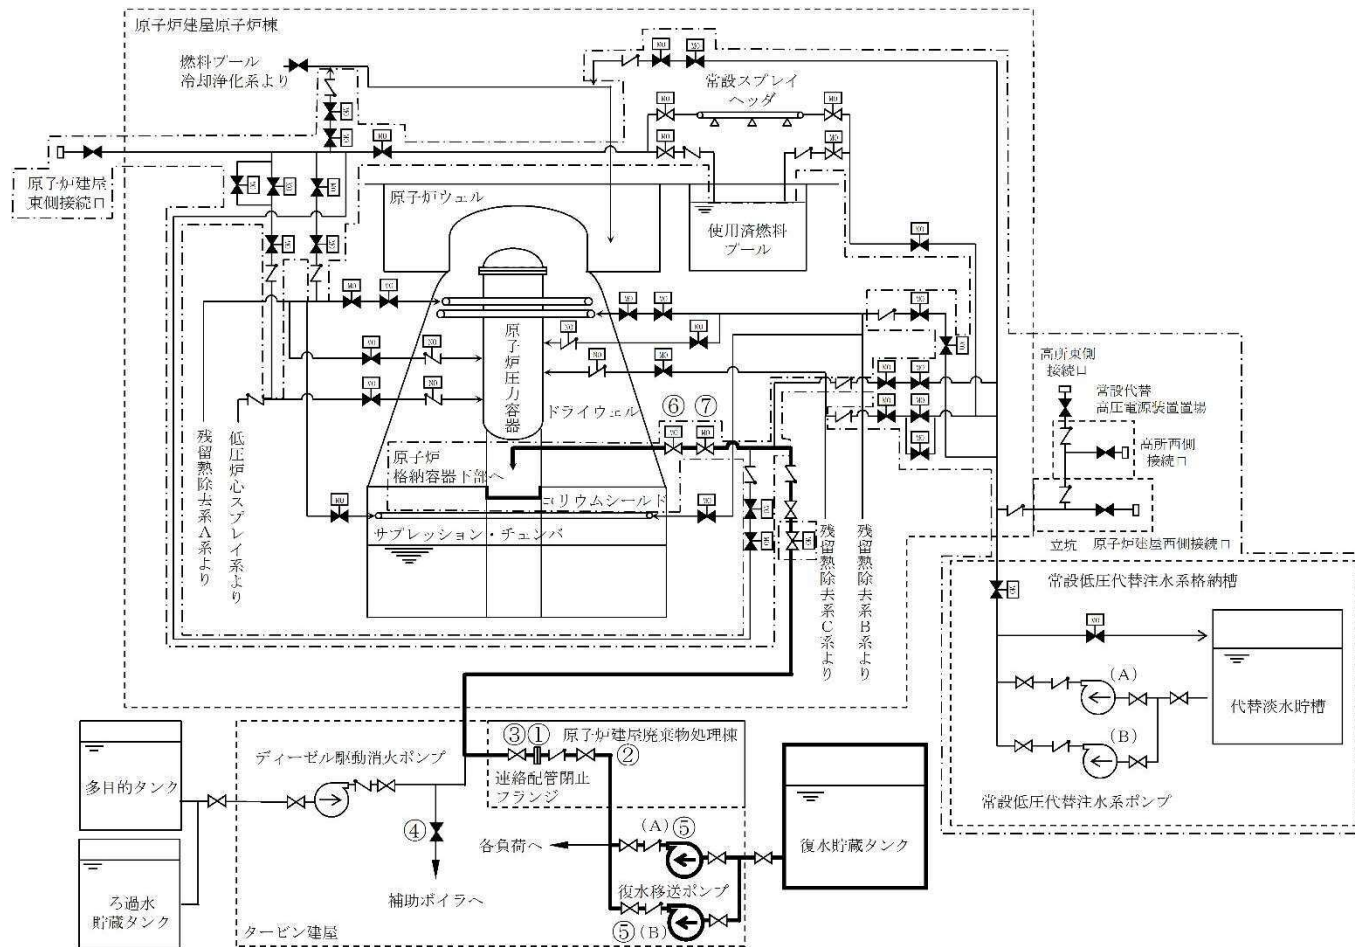 原子炉建屋原子炉棟
燃料プール
冷却浄化系より
常設スプレイ
ヘッダ
原子炉建屋
東側接続口
原子炉ウェル
使用済燃料
プール
原子炉圧力容器
ドライウェル
⑥ ⑦
原子炉
格納容器下部へ
コリウムシールド
サプレッション・チェンバ
残留熱除去系A系より
低圧炉心スプレイ系より
残留熱除去系C系より
残留熱除去系B系より
高所東側
接続口
常設代替
高圧電源装置置場
高所西側
接続口
立坑
原子炉建屋西側接続口
常設低圧代替注水系格納槽
(A)
(B)
代替淡水貯槽
常設低圧代替注水系ポンプ
多目的タンク
ろ過水
貯蔵タンク
ディーゼル駆動消火ポンプ
③ ①
原子炉建屋廃棄物処理棟
②
連絡配管閉止
フランジ
④
補助ボイラへ
各負荷へ
(A) ⑤
復水移送ポンプ
⑤ (B)
復水貯蔵タンク
タービン建屋